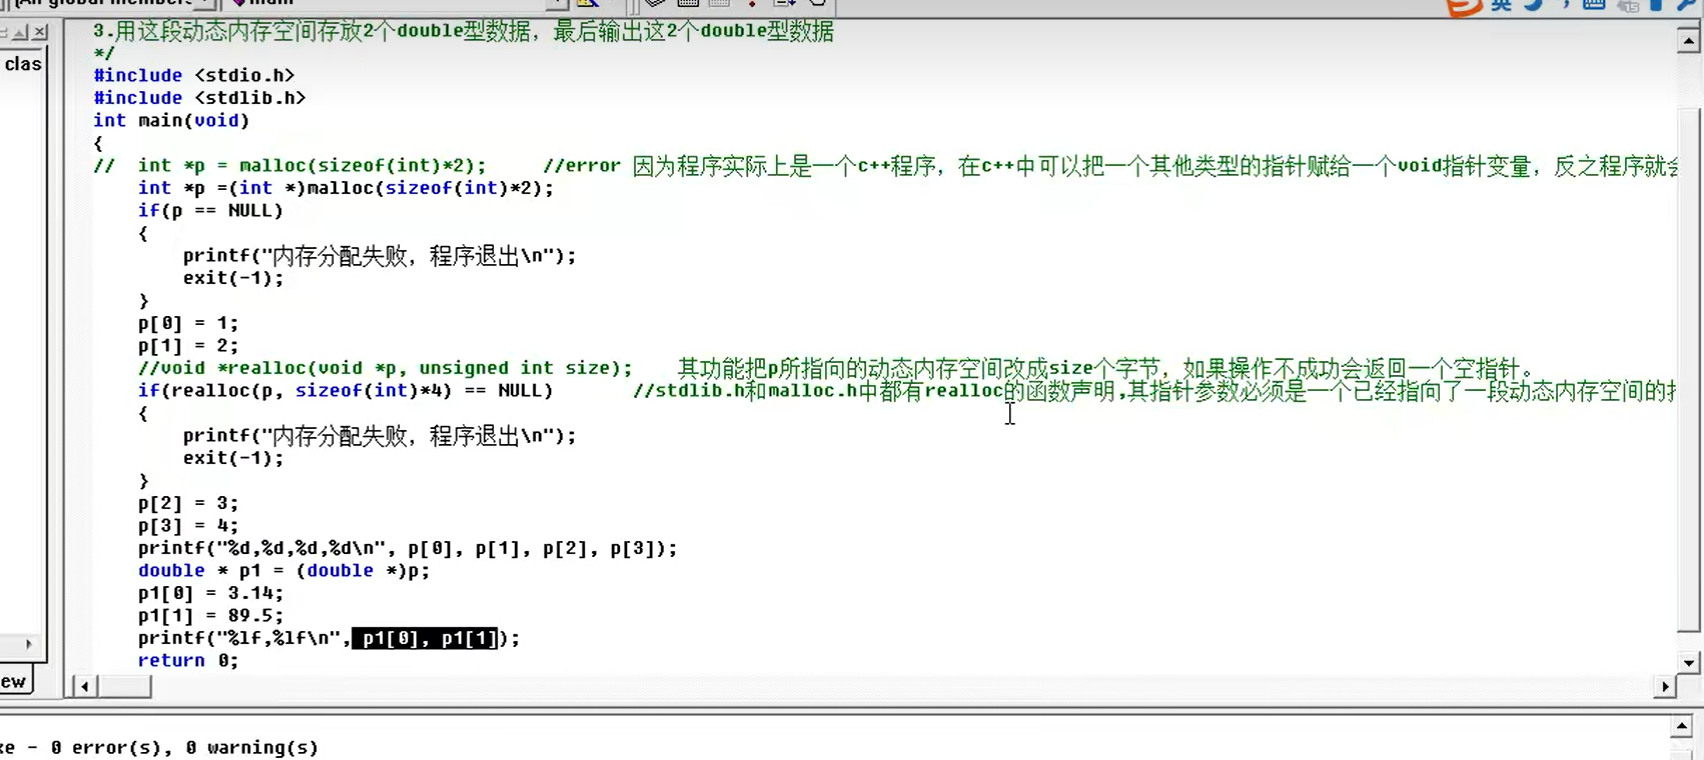 3.用这段动态内存空间存放2个double型数据，最后输出这2个double型数据
*/
clas
#include <stdio.h>
#include <stdlib.h>
int main(void)
{
//  int *p = malloc(sizeof(int)*2);     //error 因为程序实际上是一个c++程序，在c++中可以把一个其他类型的指针赋给一个void指针变量，反之程序就会
    int *p =(int *)malloc(sizeof(int)*2);
    if(p == NULL)
    {
        printf("内存分配失败，程序退出\n");
        exit(-1);
    }
    p[0] = 1;
    p[1] = 2;
    //void *realloc(void *p, unsigned int size);    其功能把p所指向的动态内存空间改成size个字节，如果操作不成功会返回一个空指针。
    if(realloc(p, sizeof(int)*4) == NULL)       //stdlib.h和malloc.h中都有realloc的函数声明,其指针参数必须是一个已经指向了一段动态内存空间的
    {
        printf("内存分配失败，程序退出\n");
        exit(-1);
    }
    p[2] = 3;
    p[3] = 4;
    printf("%d,%d,%d,%d\n", p[0], p[1], p[2], p[3]);
    double * p1 = (double *)p;
    p1[0] = 3.14;
    p1[1] = 89.5;
    printf("%lf,%lf\n", p1[0], p1[1]);
    return 0;
ew
xe - 0 error(s), 0 warning(s)